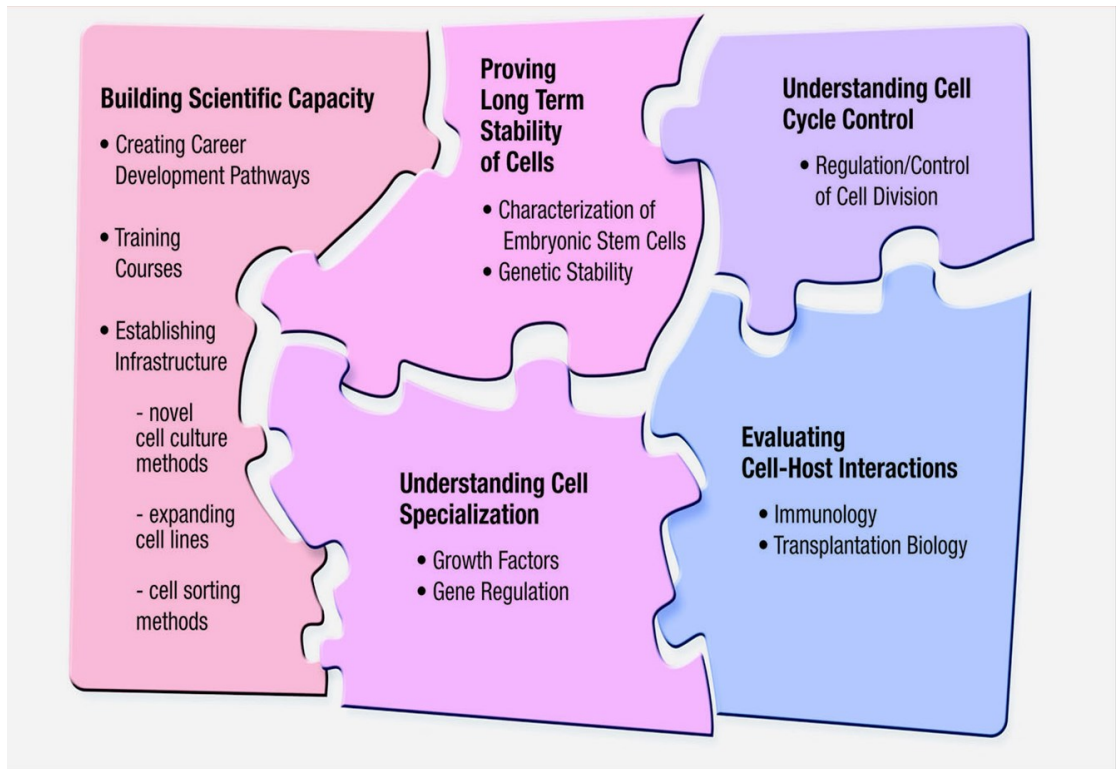 Building Scientific Capacity
• Creating Career
Development Pathways
• Training
Courses
• Establishing
Infrastructure
- novel
cell culture
methods
- expanding
cell lines
- cell sorting
methods
Proving
Long Term
Stability
of Cells
• Characterization of
Embryonic Stem Cells
• Genetic Stability
Understanding Cell
Cycle Control
• Regulation/Control
of Cell Division
Understanding Cell
Specialization
• Growth Factors
• Gene Regulation
Evaluating
Cell-Host Interactions
• Immunology
• Transplantation Biology